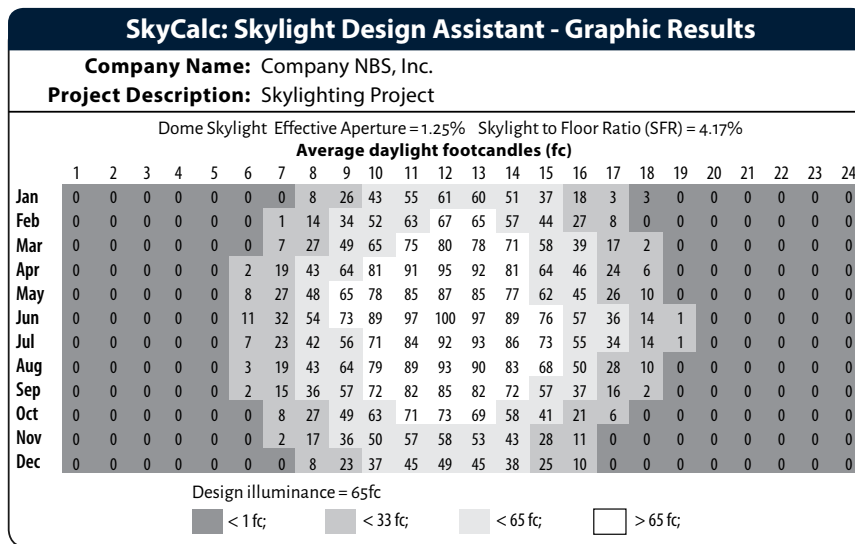 SkyCalc: Skylight Design Assistant - Graphic Results
Company Name: Company NBS, Inc.
Project Description: Skylighting Project
Dome Skylight Effective Aperture = 1.25% Skylight to Floor Ratio (SFR) = 4.17%
Average daylight footcandles (fc)
1 2 3 4 5 6 7 8 9 10 11 12 13 14 15 16 17 18 19 20 21 22 23 24
Jan 0 0 0 0 0 0 0 8 26 43 55 61 60 51 37 18 3 3 0 0 0 0 0 0
Feb 0 0 0 0 0 0 1 14 34 52 63 67 65 57 44 27 8 0 0 0 0 0 0 0
Mar 0 0 0 0 0 0 7 27 49 65 75 80 78 71 58 39 17 2 0 0 0 0 0 0
Apr 0 0 0 0 0 2 19 43 64 81 91 95 92 81 64 46 24 6 0 0 0 0 0 0
May 0 0 0 0 0 8 27 48 65 78 85 87 85 77 62 45 26 10 0 0 0 0 0 0
Jun 0 0 0 0 0 11 32 54 73 89 97 100 97 89 76 57 36 14 1 0 0 0 0 0
Jul 0 0 0 0 0 7 23 42 56 71 84 92 93 86 73 55 34 14 1 0 0 0 0 0
Aug 0 0 0 0 0 3 19 43 64 79 89 93 90 83 68 50 28 10 0 0 0 0 0 0
Sep 0 0 0 0 0 2 15 36 57 72 82 85 82 72 57 37 16 2 0 0 0 0 0 0
Oct 0 0 0 0 0 0 8 27 49 63 71 73 69 58 41 21 6 0 0 0 0 0 0 0
Nov 0 0 0 0 0 0 2 17 36 50 57 58 53 43 28 11 0 0 0 0 0 0 0 0
Dec 0 0 0 0 0 0 0 8 23 37 45 49 45 38 25 10 0 0 0 0 0 0 0 0
Design illuminance = 65fc
< 1 fc; < 33 fc; < 65 fc; > 65 fc;